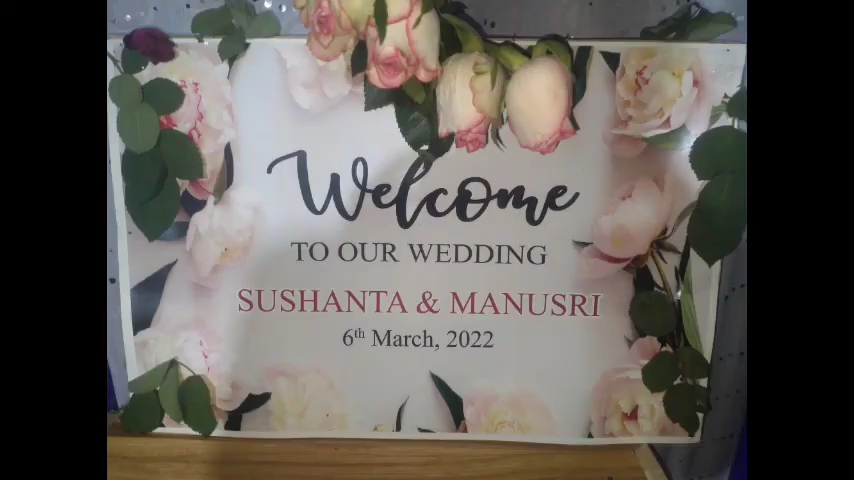 Welcome
TO OUR WEDDING
SUSHANTA & MANUSRI
6th March, 2022